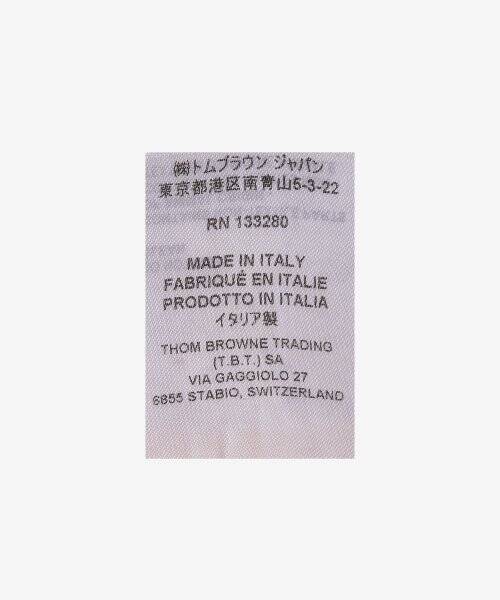 ㈱トムブラウン ジャパン
東京都港区南青山5-3-22
RN 133280
MADE IN ITALY
FABRIQUÉ EN ITALIE
PRODOTTO IN ITALIA
イタリア製
THOM BROWNE TRADING
(T.B.T.) SA
VIA GAGGIOLO 27
6855 STABIO, SWITZERLAND